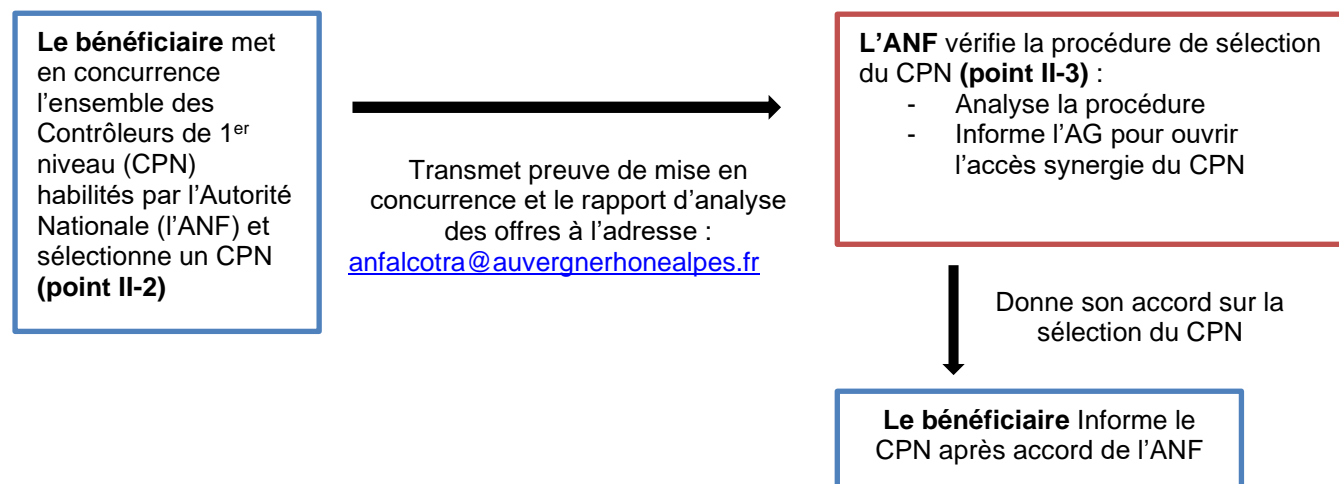 Le bénéficiaire met
en concurrence
l’ensemble des
Contrôleurs de 1er
niveau (CPN)
habilités par l’Autorité
Nationale (l’ANF) et
sélectionne un CPN
(point II-2)
Transmet preuve de mise en
concurrence et le rapport d’analyse
des offres à l’adresse :
anfalcotra@auvergnerhonealpes.fr
L’ANF vérifie la procédure de sélection
du CPN (point II-3) :
- Analyse la procédure
- Informe l’AG pour ouvrir
l’accès synergie du CPN
Donne son accord sur la
sélection du CPN
Le bénéficiaire Informe le
CPN après accord de l’ANF